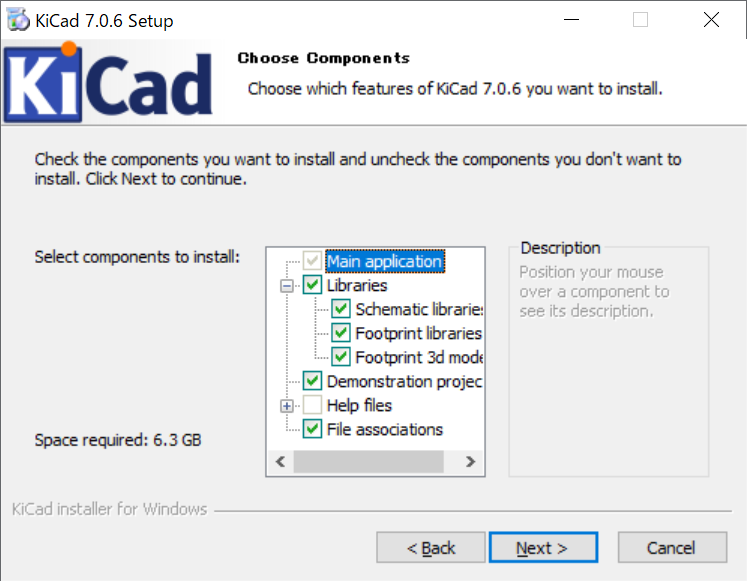 KiCad 7.0.6 Setup
KiCad
Choose Components
Choose which features of KiCad 7.0.6 you want to install.
Check the components you want to install and uncheck the components you don't want to
install. Click Next to continue.
Select components to install:
Main application
Libraries
Schematic libraries
Footprint libraries
Footprint 3d mode
Demonstration projec
Help files
File associations
Description
Position your mouse
over a component to
see its description.
Space required: 6.3 GB
KiCad installer for Windows
< Back
Next >
Cancel